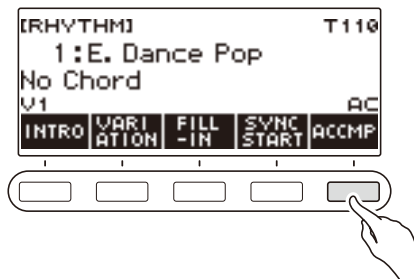 [RHYTHM] T110
1:E. Dance Pop
No Chord
V1 AC
INTRO VARI ATION FILL -IN SYNC START ACCMP